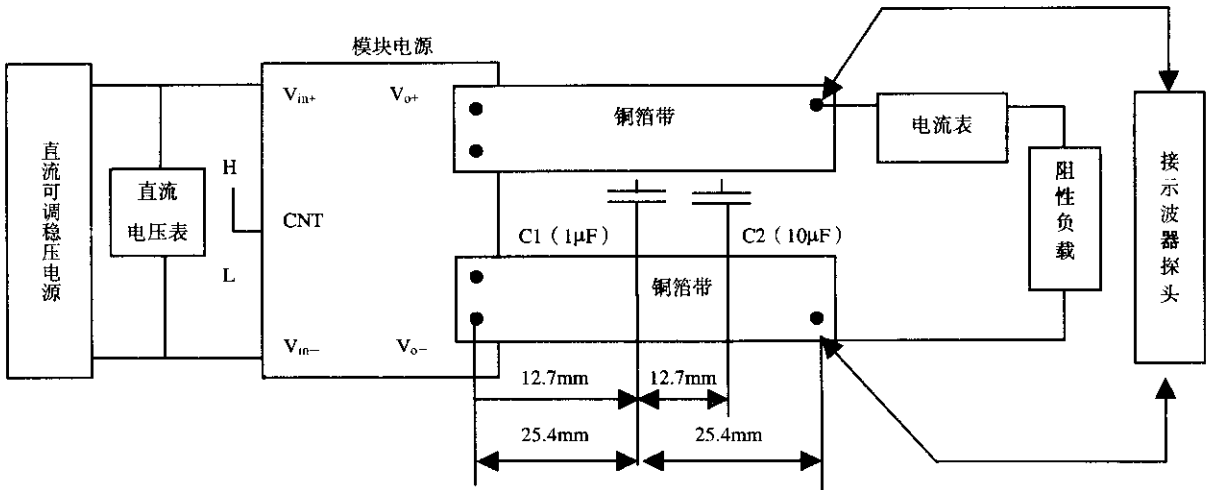 模块电源
直流可调稳压电源
直流
电压表
H
CNT
L
Vin+
Vo+
Vin−
Vo−
铜箔带
铜箔带
C1（1μF）
C2（10μF）
电流表
阻性负载
接示波器探头
12.7mm
12.7mm
25.4mm
25.4mm